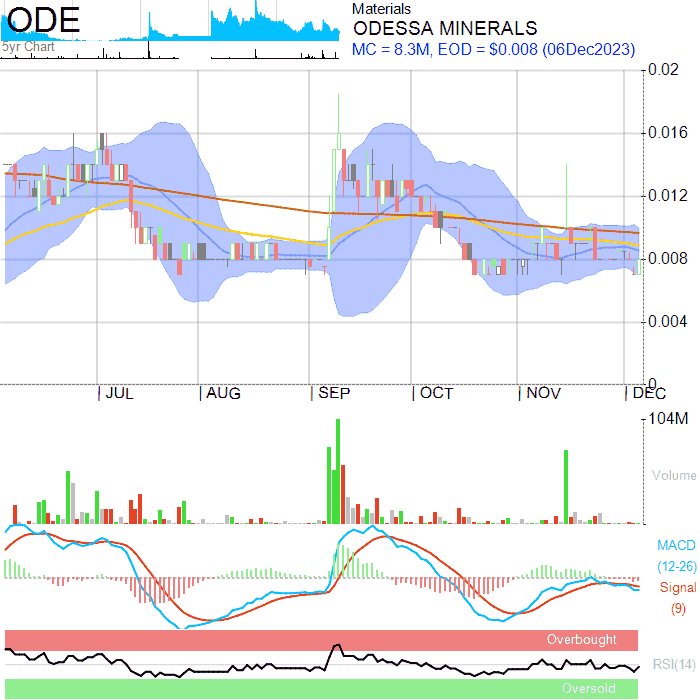 ODE
5yr Chart
Materials
ODESSA MINERALS
MC = 8.3M, EOD = $0.008 (06Dec2023)
0.02
0.016
0.012
0.008
0.004
0
JUL AUG SEP OCT NOV DEC
104M
Volume
MACD
(12-26)
Signal
(9)
Overbought
RSI(14)
Oversold